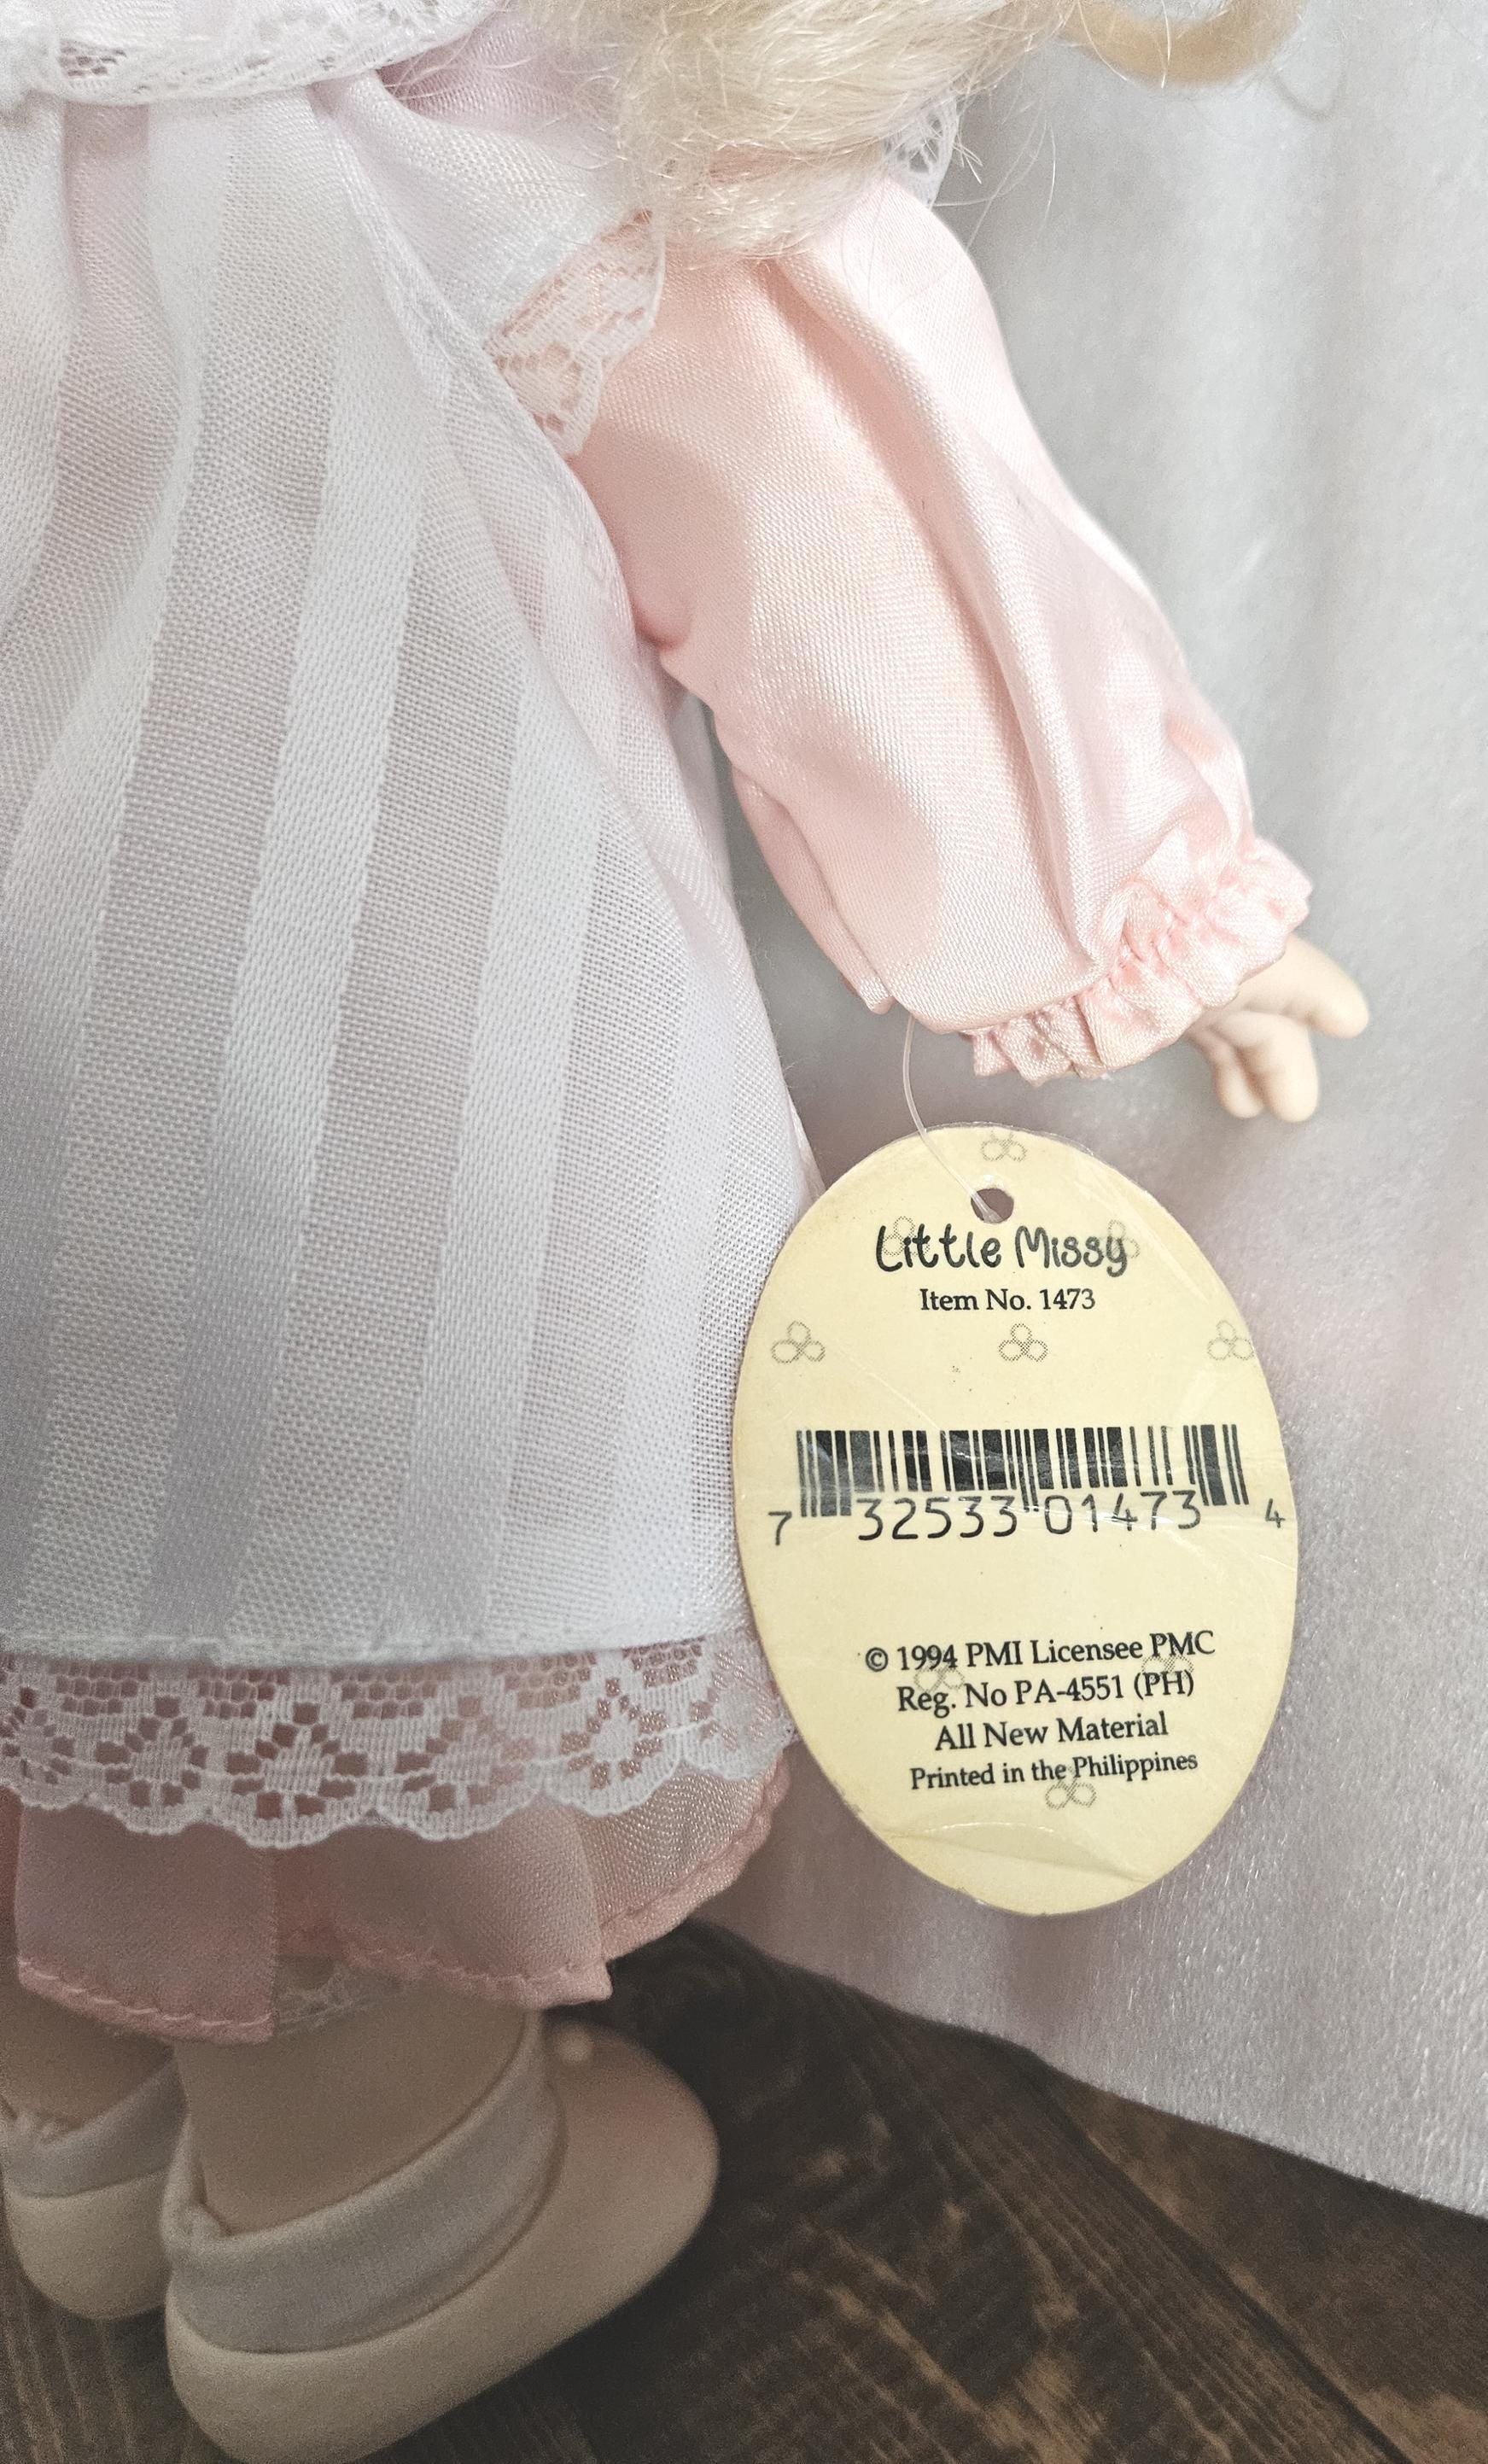 Little Missy
Item No. 1473
7 32533 01473 4
© 1994 PMI Licensee PMC
Reg. No PA-4551 (PH)
All New Material
Printed in the Philippines